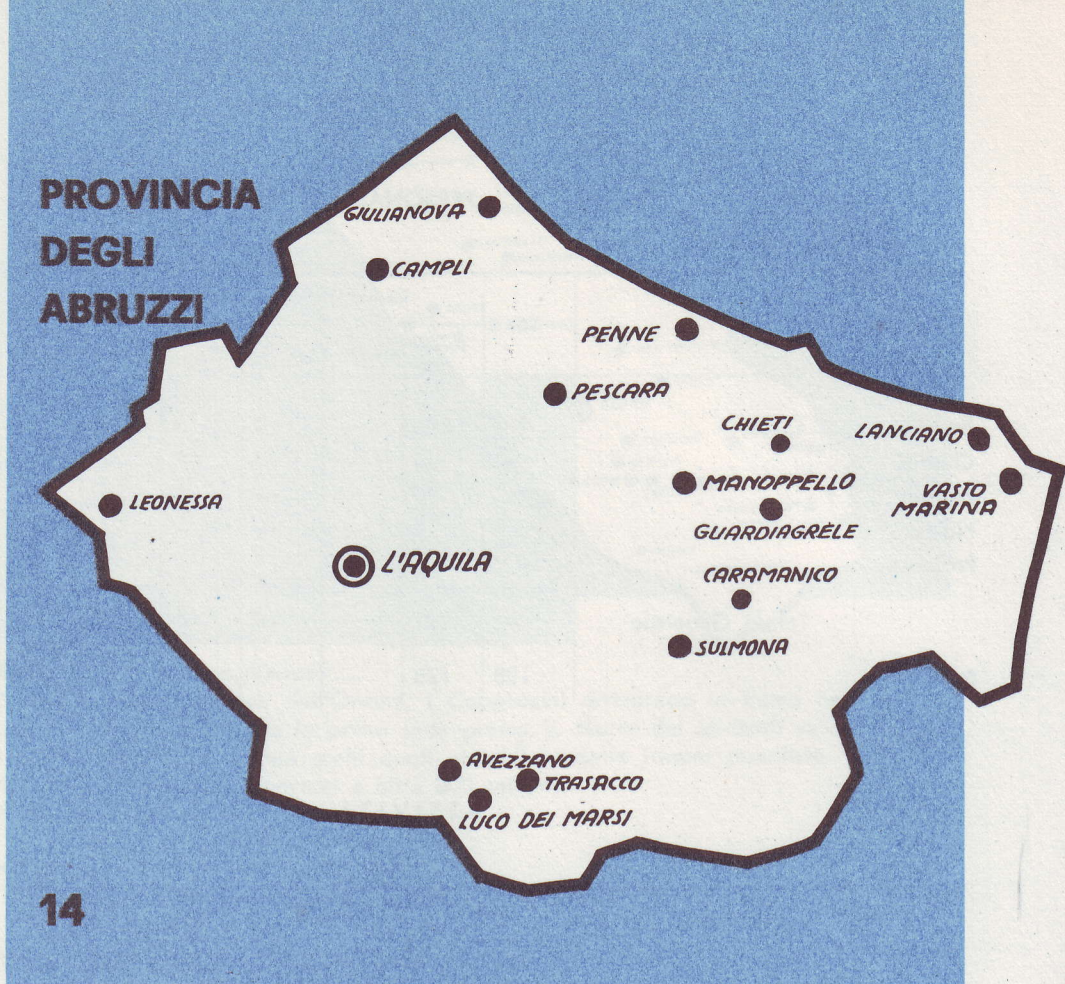 PROVINCIA
DEGLI
ABRUZZI
GIULIANOVA
CAMPLI
PENNE
PESCARA
CHIETI
LANCIANO
MANOPPELLO
VASTO
MARINA
LEONESSA
GUARDIAGRÈLE
L'AQUILA
CARAMANICO
SULMONA
AVEZZANO
TRASACCO
LUCO DEI MARSI
14